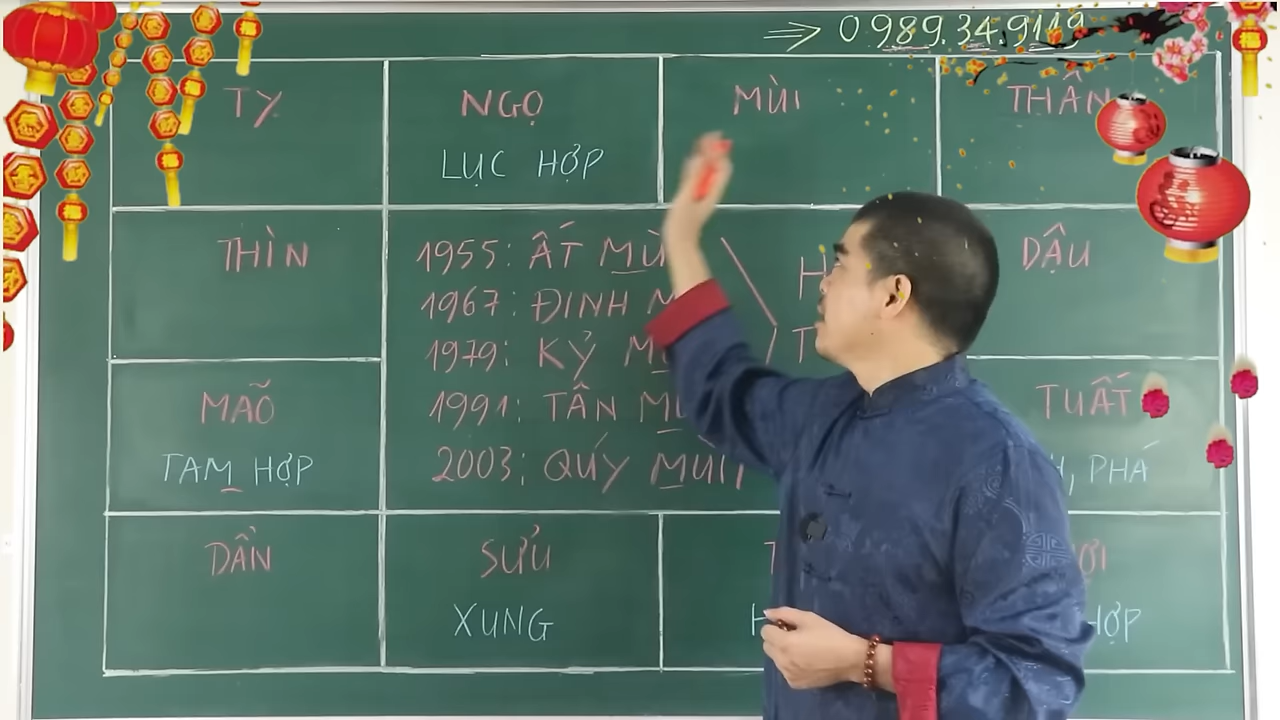 ⇒ 0989.34.9119
TỴ
NGỌ
MÙI
THÂN
LỤC HỢP
THÌN
1955: ẤT MÙI
DẬU
1967: ĐINH
1979: KỶ
MÃO
1991: TÂN
TUẤT
TAM HỢP
2003: QUÝ MÙI
PHÁ
DẦN
SỬU
XUNG
HỢP